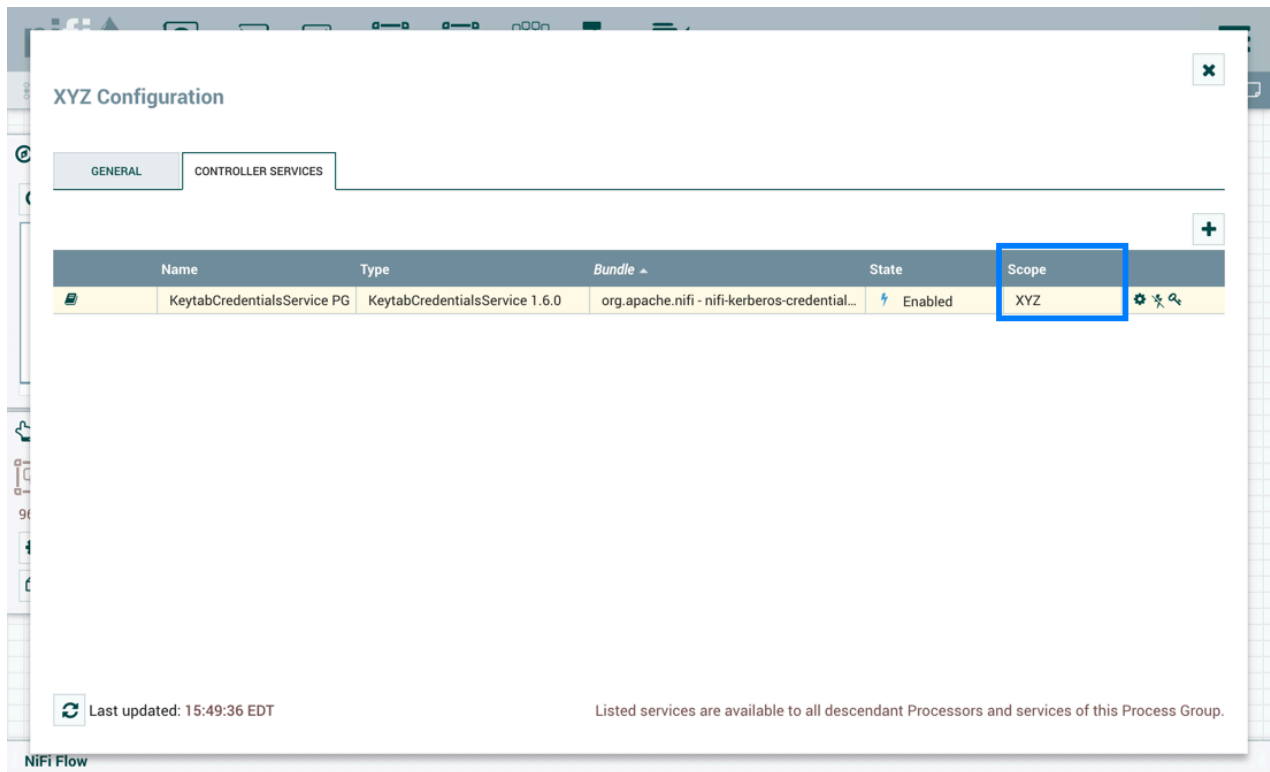 XYZ Configuration
GENERAL
CONTROLLER SERVICES
Name Type Bundle State Scope
KeytabCredentialsService PG KeytabCredentialsService 1.6.0 org.apache.nifi - nifi-kerberos-credential... Enabled XYZ
Last updated: 15:49:36 EDT
Listed services are available to all descendant Processors and services of this Process Group.
NiFi Flow